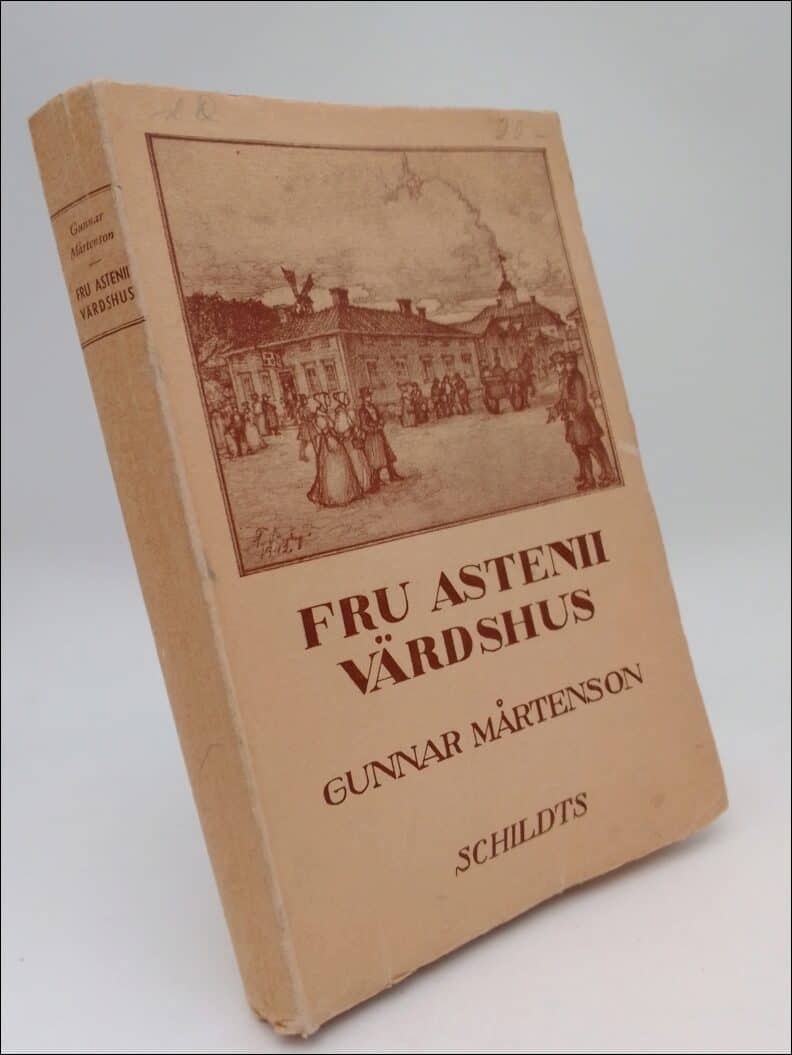 Gunnar
Mårtenson
FRU ASTENII
VÄRDSHUS
FRU ASTENII
VÄRDSHUS
GUNNAR MÅRTENSON
SCHILDTS